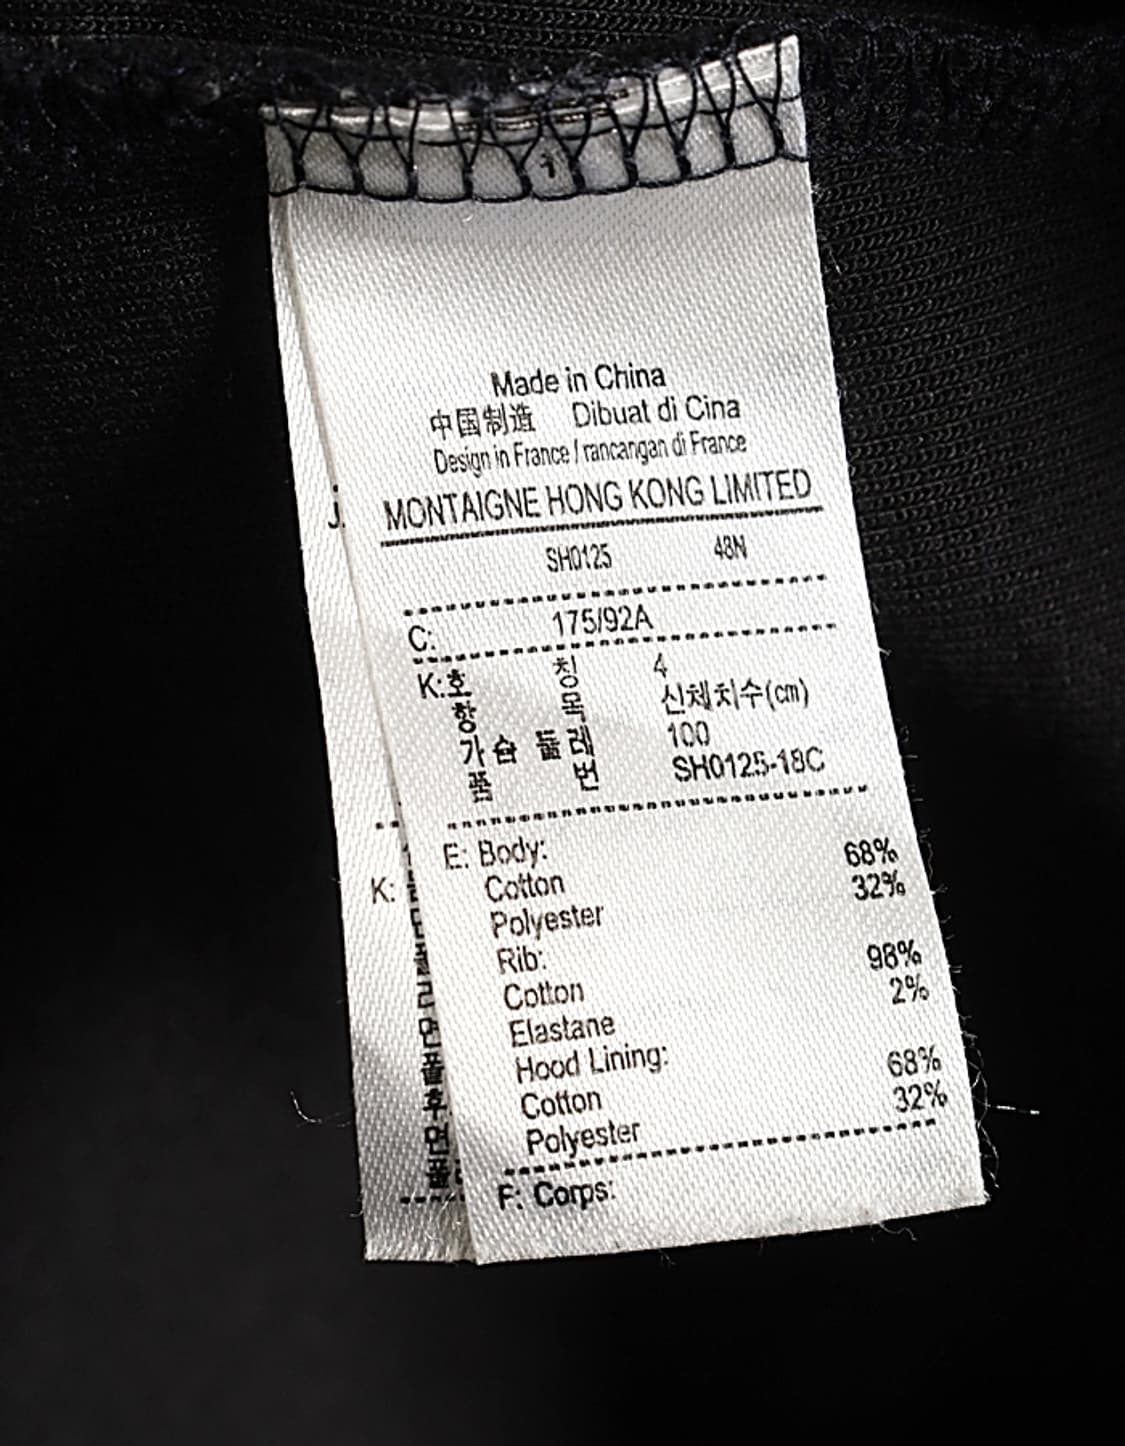 Made in China
中国制造 Dibuat di Cina
Design in France / rancangan di France
MONTAIGNE HONG KONG LIMITED
SH0125 48N
C: 175/92A
K:호 칭 4
항 목 신체치수(cm)
가슴 둘레 100
품 번 SH0125-18C
E: Body: 68%
Cotton 32%
Polyester
Rib: 98%
Cotton 2%
Elastane
Hood Lining: 68%
Cotton 32%
Polyester
F: Corps:
J.
K: